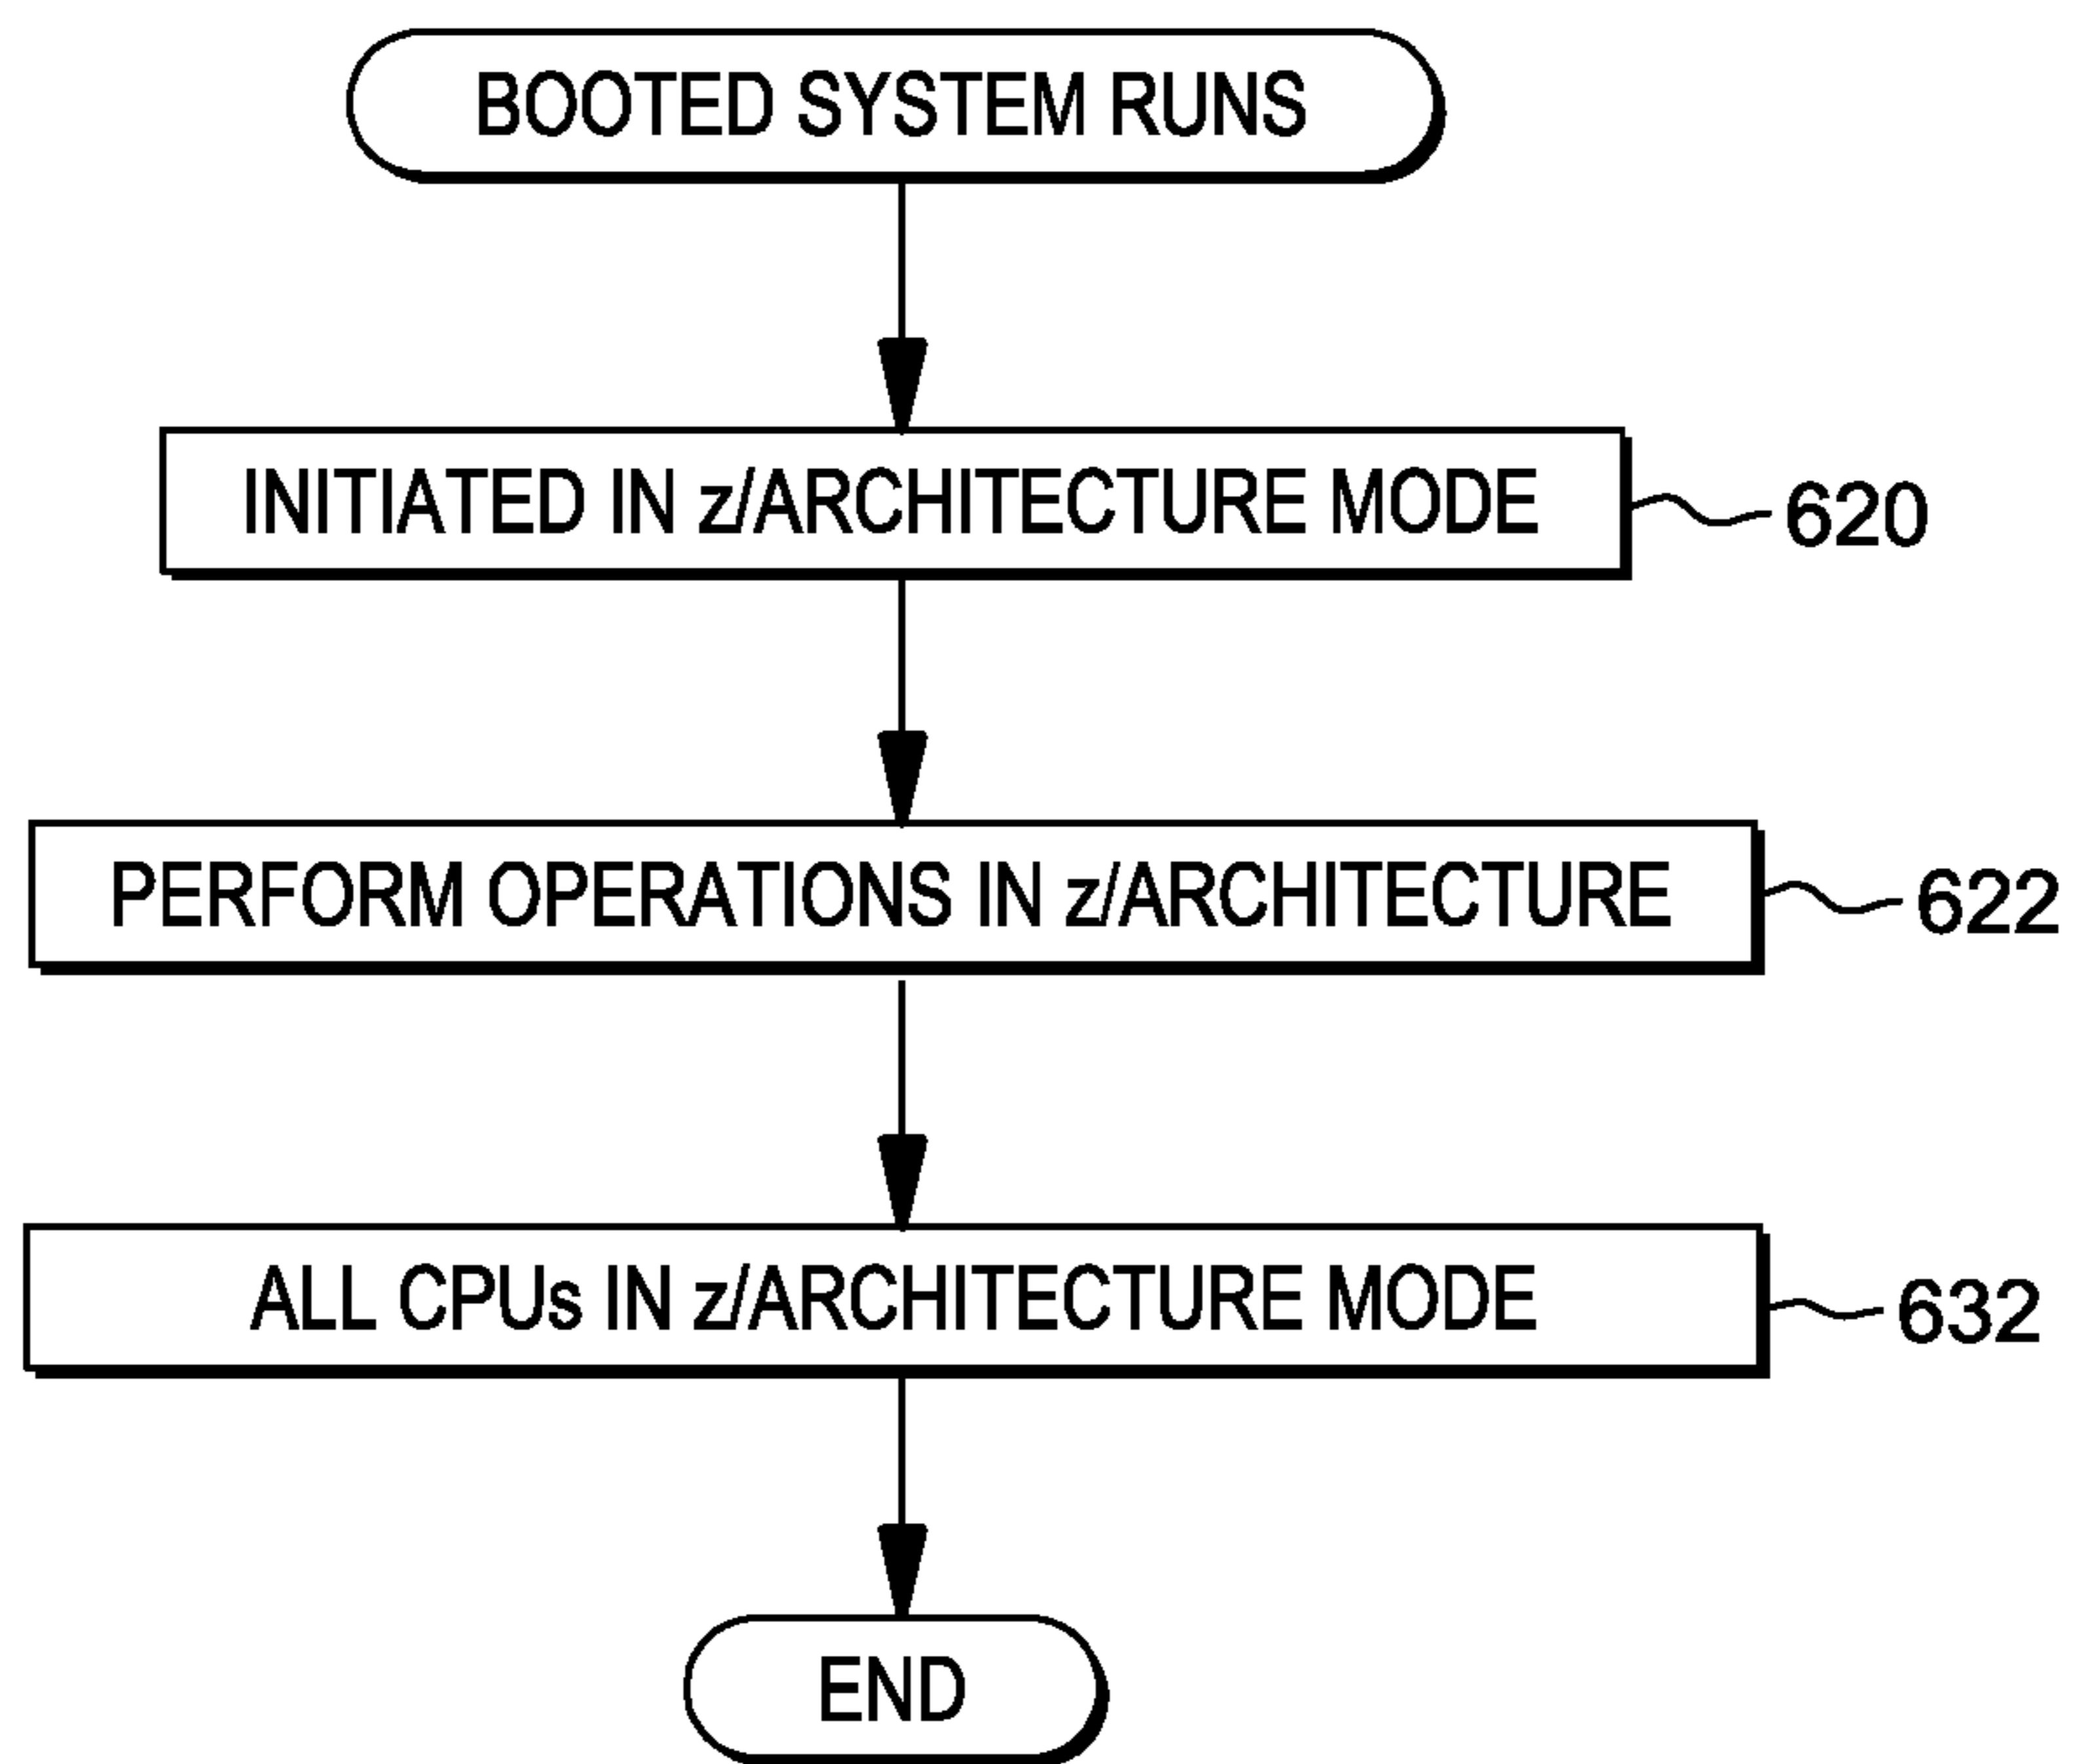 BOOTED SYSTEM RUNS
INITIATED IN z/ARCHITECTURE MODE
620
PERFORM OPERATIONS IN z/ARCHITECTURE
622
ALL CPUs IN z/ARCHITECTURE MODE
632
END